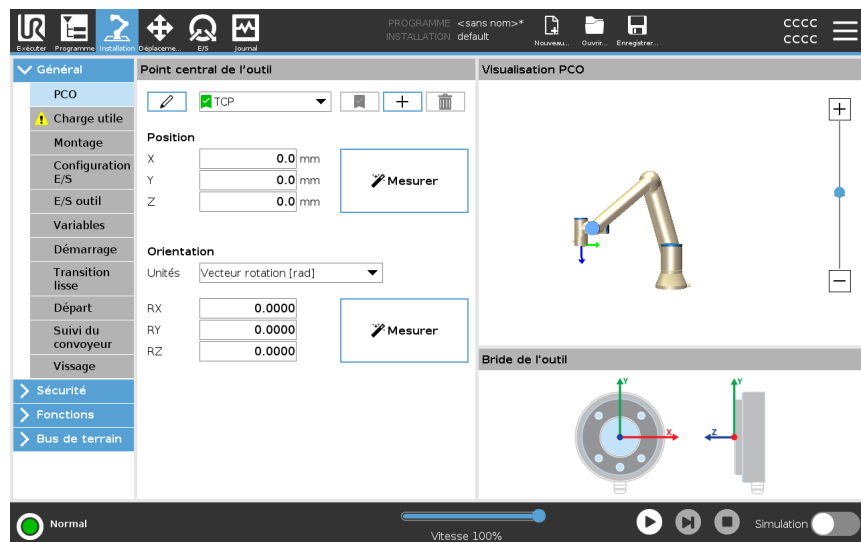 PROGRAMME <sans nom>*
INSTALLATION default
Exécuter
Programme
Installation
Déplaceme...
E/S
Journal
Nouveau...
Ouvrir...
Enregistrer...
CCCC
CCCC
Général
PCO
Charge utile
Montage
Configuration
E/S
E/S outil
Variables
Démarrage
Transition
lisse
Départ
Suivi du
convoyeur
Vissage
Sécurité
Fonctions
Bus de terrain
Point central de l'outil
TCP
Position
X 0.0 mm
Y 0.0 mm
Z 0.0 mm
Mesurer
Orientation
Unités Vecteur rotation [rad]
RX 0.0000
RY 0.0000
RZ 0.0000
Mesurer
Visualisation PCO
Bride de l'outil
Y
X
Y
Z
Normal
Vitesse 100%
Simulation